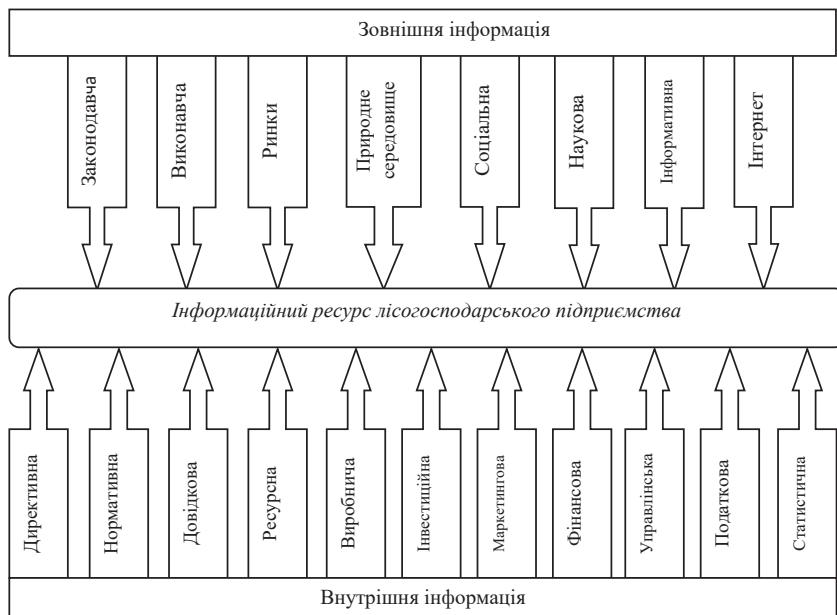 Зовнішня інформація
Законодавча
Виконавча
Ринки
Природне
середовище
Соціальна
Наукова
Інформативна
Інтернет
Інформаційний ресурс лісогосподарського підприємства
Директивна
Нормативна
Довідкова
Ресурсна
Виробнича
Інвестиційна
Маркетингова
Фінансова
Управлінська
Податкова
Статистична
Внутрішня інформація